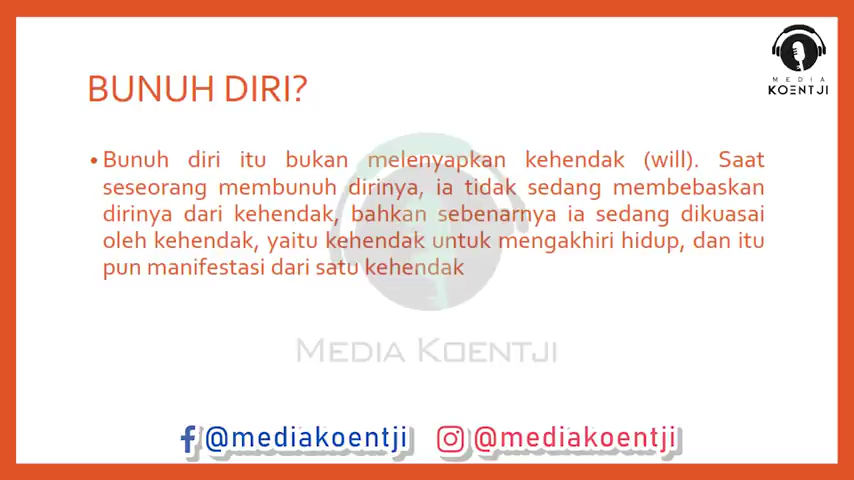 MEDIA
KOENTJI
BUNUH DIRI?
• Bunuh diri itu bukan melenyapkan kehendak (will). Saat
seseorang membunuh dirinya, ia tidak sedang membebaskan
dirinya dari kehendak, bahkan sebenarnya ia sedang dikuasai
oleh kehendak, yaitu kehendak untuk mengakhiri hidup, dan itu
pun manifestasi dari satu kehendak
MEDIA KOENTJI
@mediakoentji @mediakoentji